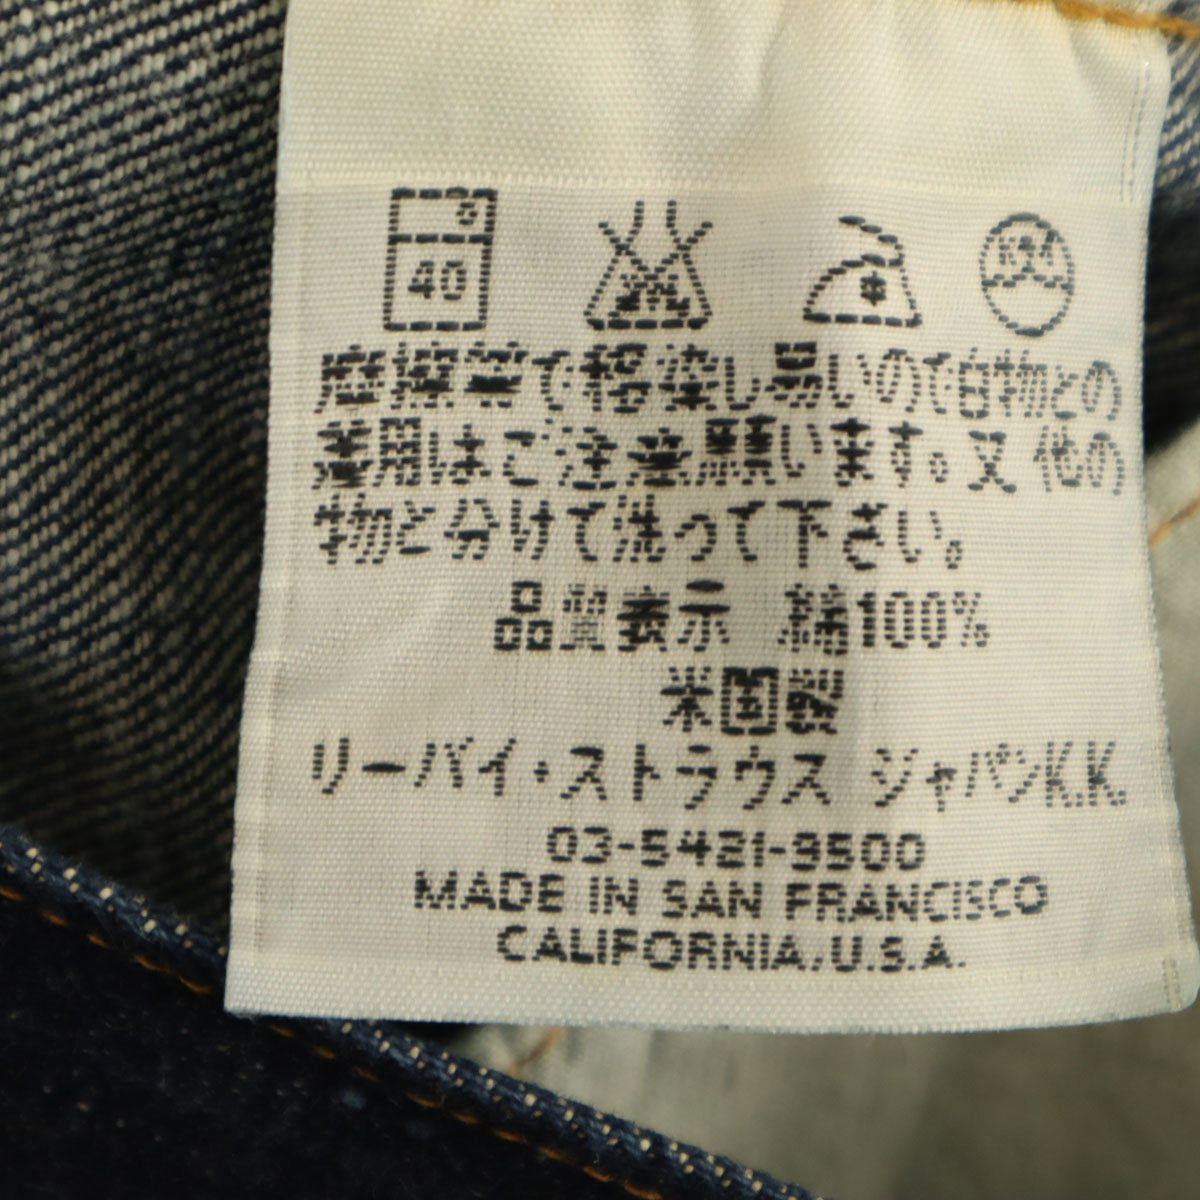 40
摩擦等で移染し易いので白物との
着用はご注意願います。又 他の
物と分けて洗って下さい。
品質表示 綿100%
米国製
リーバイ・ストラウス ジャパンK.K.
03-5421-9500
MADE IN SAN FRANCISCO
CALIFORNIA,U.S.A.